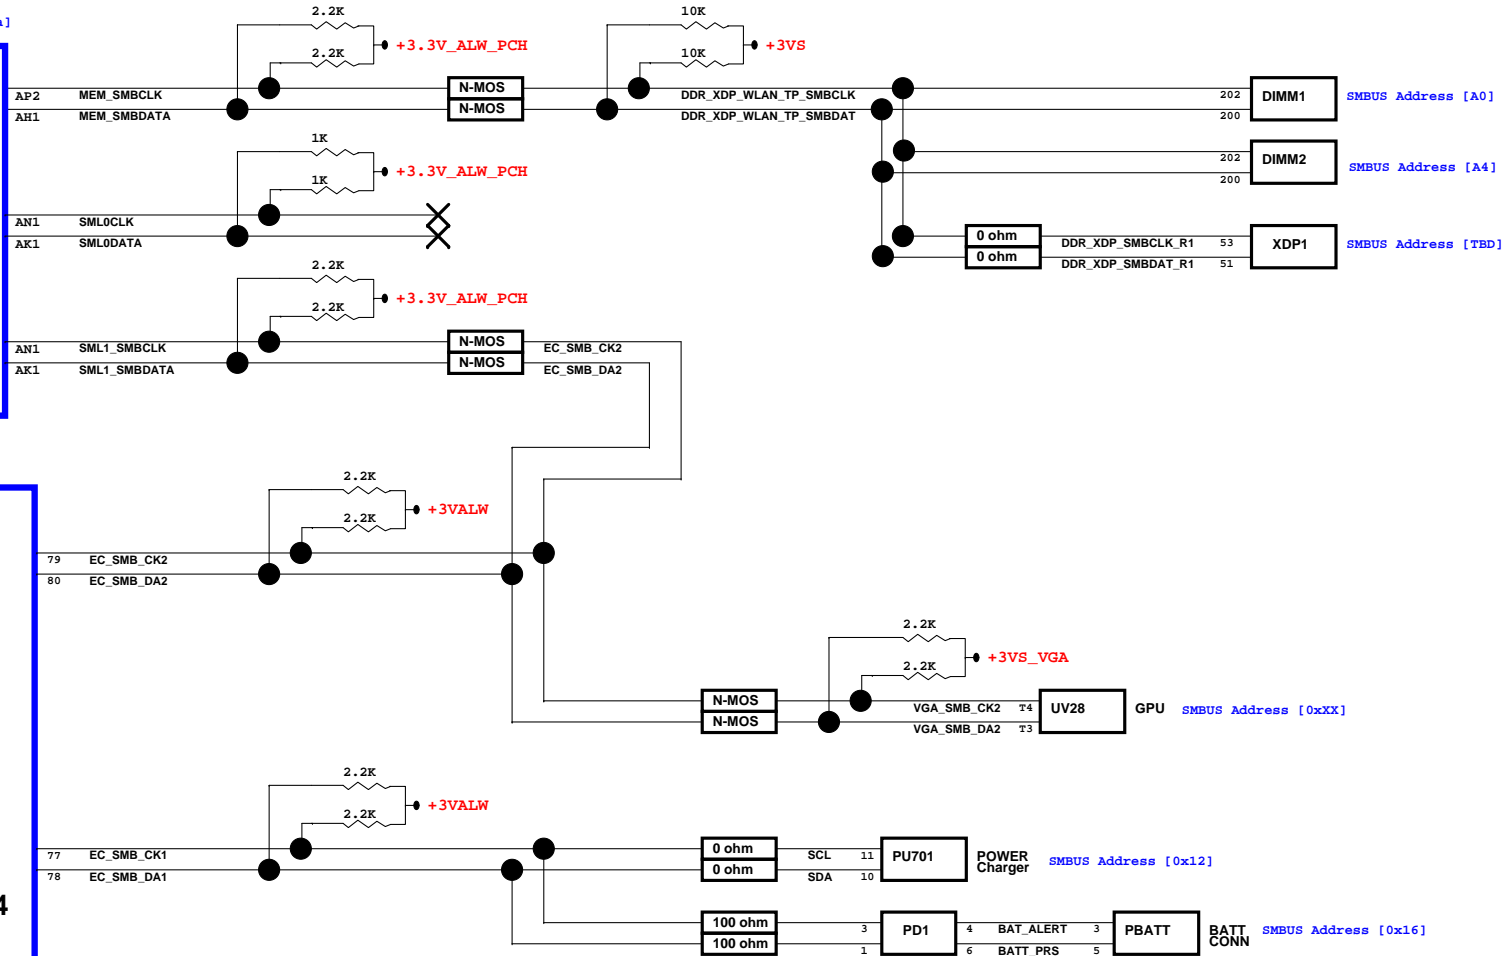 ]
2.2K
2.2K
+3.3V_ALW_PCH
10K
10K
+3VS
AP2 MEM_SMBCLK
AH1 MEM_SMBDATA
N-MOS
N-MOS
DDR_XDP_WLAN_TP_SMBCLK
DDR_XDP_WLAN_TP_SMBDAT
202
200
DIMM1
SMBUS Address [A0]
1K
1K
+3.3V_ALW_PCH
202
200
DIMM2
SMBUS Address [A4]
AN1 SML0CLK
AK1 SML0DATA
0 ohm
0 ohm
DDR_XDP_SMBCLK_R1 53
DDR_XDP_SMBDAT_R1 51
XDP1
SMBUS Address [TBD]
2.2K
2.2K
+3.3V_ALW_PCH
AN1 SML1_SMBCLK
AK1 SML1_SMBDATA
N-MOS
N-MOS
EC_SMB_CK2
EC_SMB_DA2
2.2K
2.2K
+3VALW
79 EC_SMB_CK2
80 EC_SMB_DA2
2.2K
2.2K
+3VS_VGA
N-MOS
N-MOS
VGA_SMB_CK2 T4
VGA_SMB_DA2 T3
UV28
GPU
SMBUS Address [0xXX]
2.2K
2.2K
+3VALW
77 EC_SMB_CK1
78 EC_SMB_DA1
0 ohm
0 ohm
SCL 11
SDA 10
PU701
POWER
Charger
SMBUS Address [0x12]
4
100 ohm
100 ohm
3
1
PD1
4 BAT_ALERT 3
6 BATT_PRS 5
PBATT
BATT
CONN
SMBUS Address [0x16]